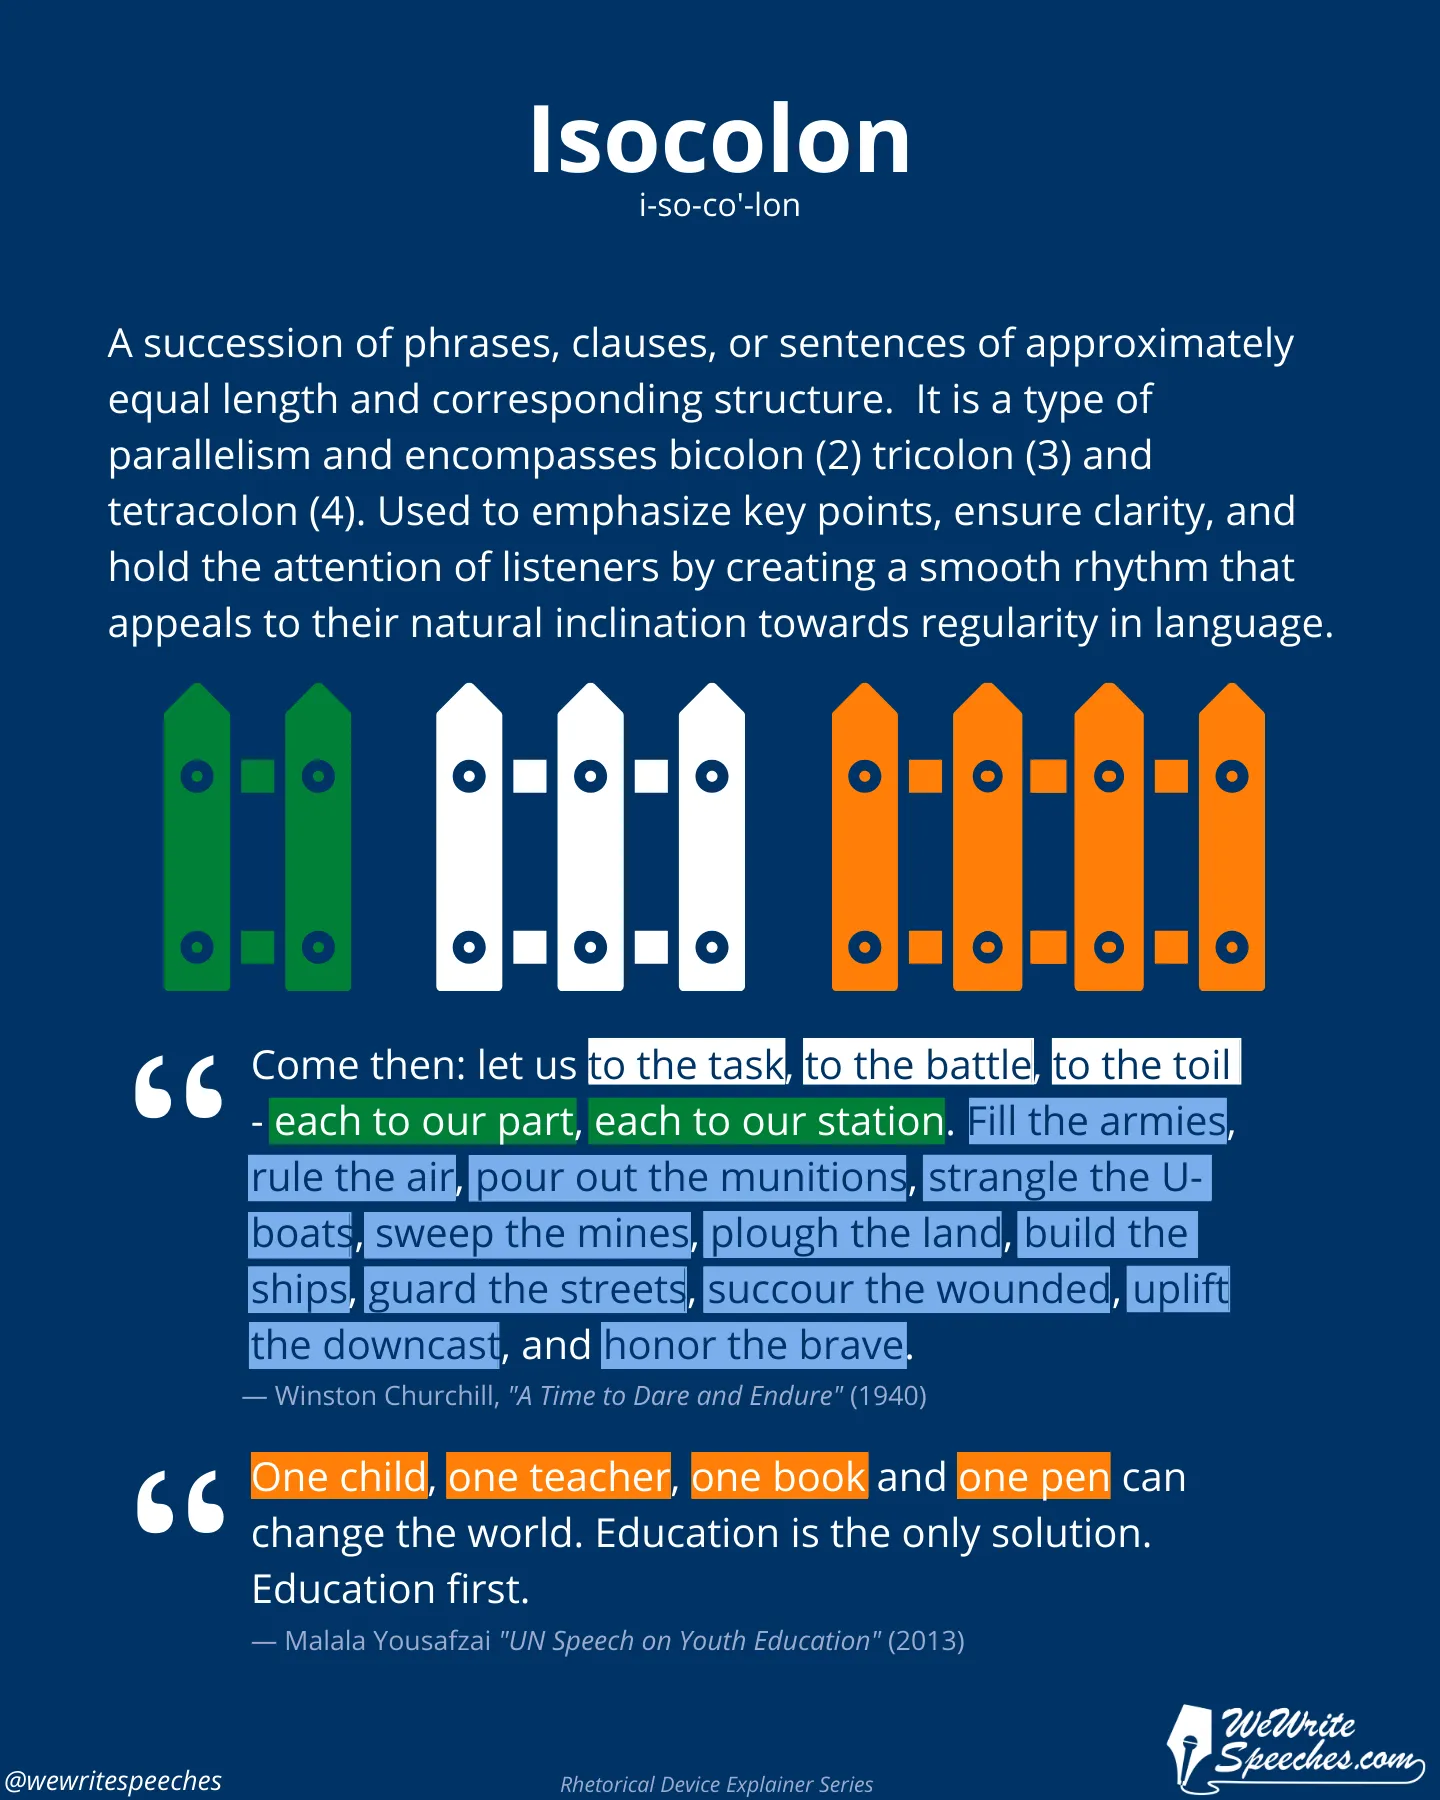 Isocolon
i-so-co'-lon
A succession of phrases, clauses, or sentences of approximately
equal length and corresponding structure.  It is a type of
parallelism and encompasses bicolon (2) tricolon (3) and
tetracolon (4). Used to emphasize key points, ensure clarity, and
hold the attention of listeners by creating a smooth rhythm that
appeals to their natural inclination towards regularity in language.
“ Come then: let us to the task, to the battle, to the toil
- each to our part, each to our station. Fill the armies,
rule the air, pour out the munitions, strangle the U-
boats, sweep the mines, plough the land, build the
ships, guard the streets, succour the wounded, uplift
the downcast, and honor the brave.
— Winston Churchill, "A Time to Dare and Endure" (1940)
“ One child, one teacher, one book and one pen can
change the world. Education is the only solution.
Education first.
— Malala Yousafzai "UN Speech on Youth Education" (2013)
WeWrite
Speeches.com
@wewritespeeches
Rhetorical Device Explainer Series